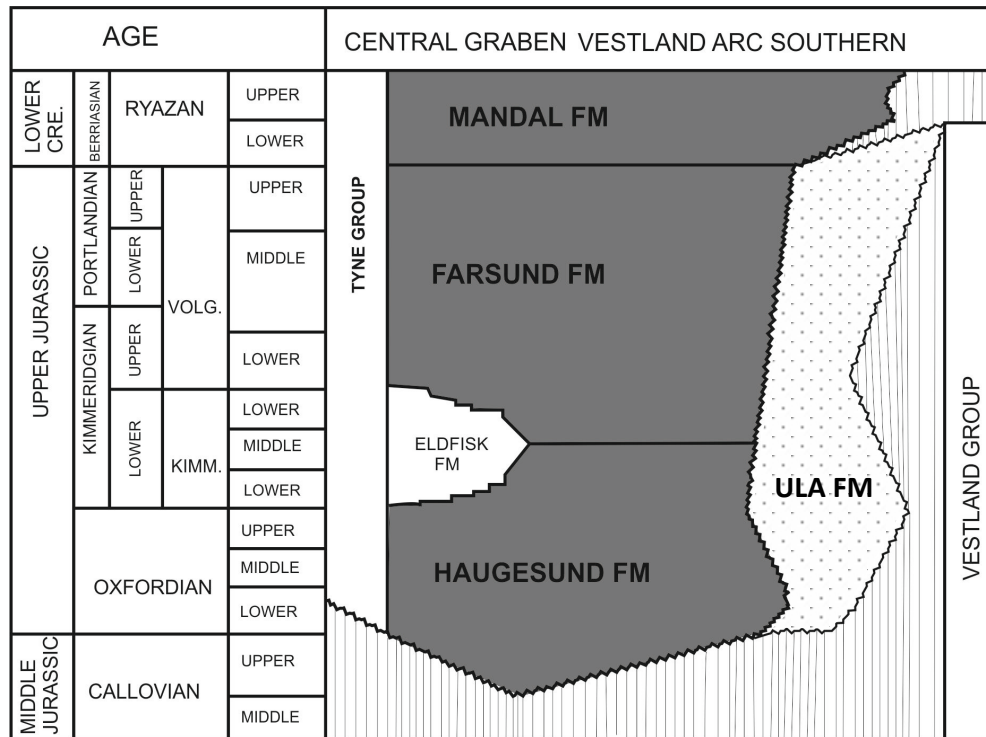 AGE
CENTRAL GRABEN VESTLAND ARC SOUTHERN
LOWER
CRE.
BERRIASIAN
RYAZAN
UPPER
LOWER
MANDAL FM
UPPER JURASSIC
PORTLANDIAN
UPPER
LOWER
KIMMERIDGIAN
UPPER
LOWER
VOLG.
UPPER
MIDDLE
LOWER
KIMM.
LOWER
MIDDLE
LOWER
OXFORDIAN
UPPER
MIDDLE
LOWER
MIDDLE
JURASSIC
CALLOVIAN
UPPER
MIDDLE
TYNE GROUP
FARSUND FM
ELDFISK
FM
HAUGESUND FM
ULA FM
VESTLAND GROUP